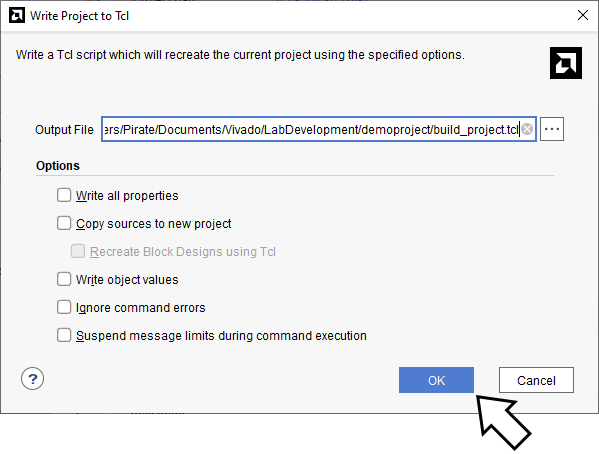 Write Project to Tcl
Write a Tcl script which will recreate the current project using the specified options.
Output File ers/Pirate/Documents/Vivado/LabDevelopment/demoproject/build_project.tcl ...
Options
Write all properties
Copy sources to new project
Recreate Block Designs using Tcl
Write object values
Ignore command errors
Suspend message limits during command execution
? OK Cancel